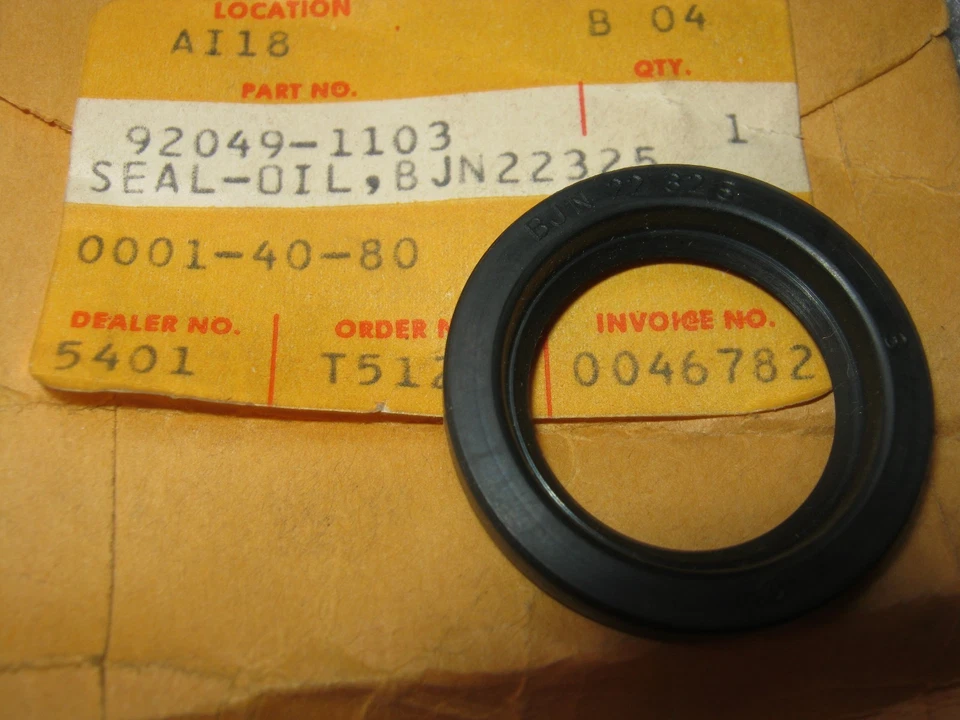 LOCATION
AI18 B 04
PART NO. QTY.
92049-1103 1
SEAL-OIL,BJN22325
0001-40-80
DEALER NO. ORDER INVOICE NO.
5401 T512 0046782
BJN 22 32 5